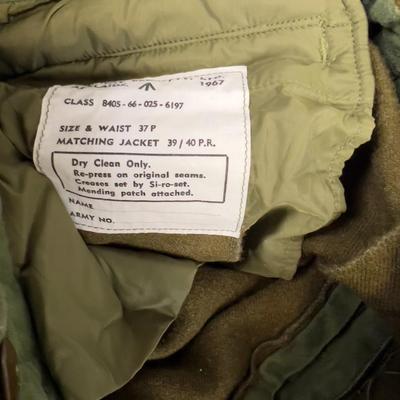 1967
CLASS 8405-66-025-6197
SIZE & WAIST 37 P
MATCHING JACKET 39/40 P.R.
Dry Clean Only.
Re-press on original seams.
Creases set by Si-ro-set.
Mending patch attached.
NAME
ARMY NO.